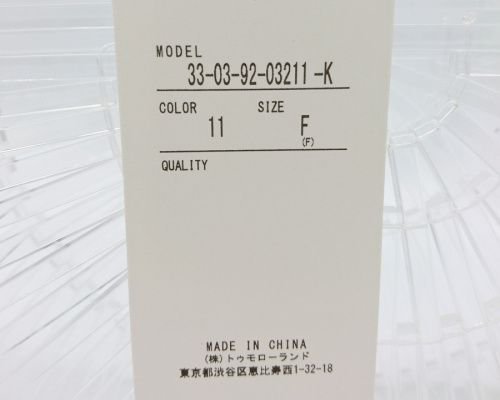 MODEL
33-03-92-03211-K
COLOR SIZE
11 F
(F)
QUALITY
MADE IN CHINA
(株)トゥモローランド
東京都渋谷区恵比寿西1-32-18